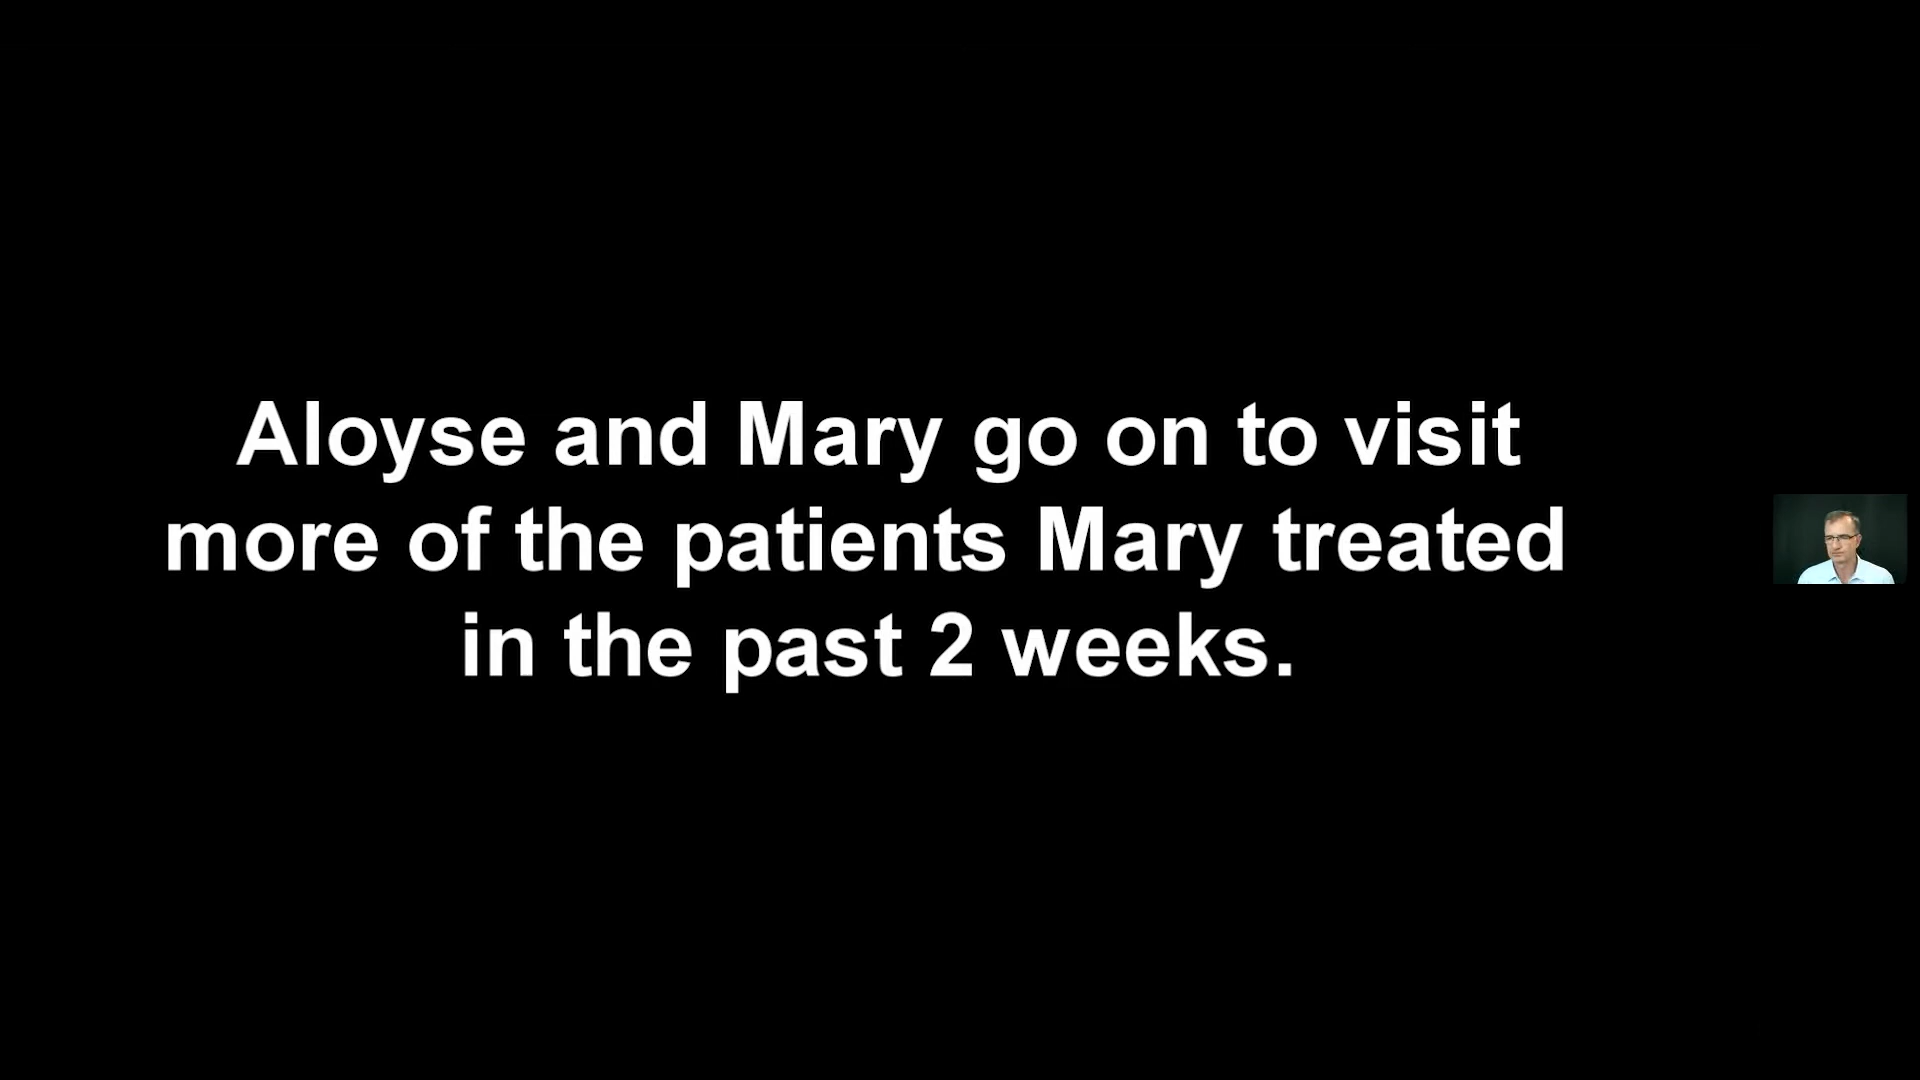 Aloyse and Mary go on to visit
more of the patients Mary treated
in the past 2 weeks.